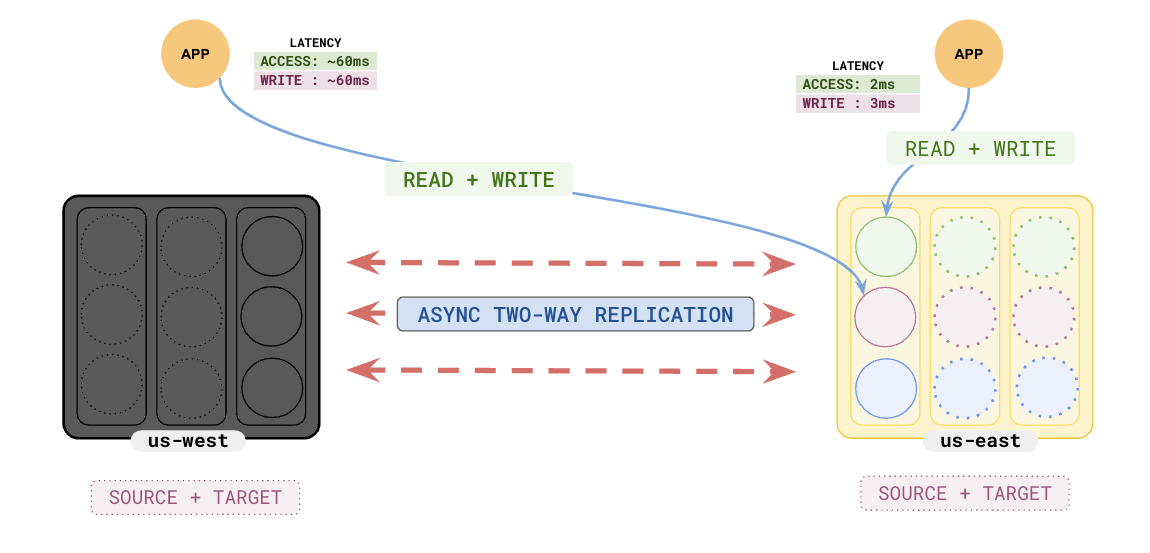 APP
LATENCY
ACCESS: ~60ms
WRITE : ~60ms
APP
LATENCY
ACCESS: 2ms
WRITE : 3ms
READ + WRITE
READ + WRITE
ASYNC TWO-WAY REPLICATION
us-west
us-east
SOURCE + TARGET
SOURCE + TARGET